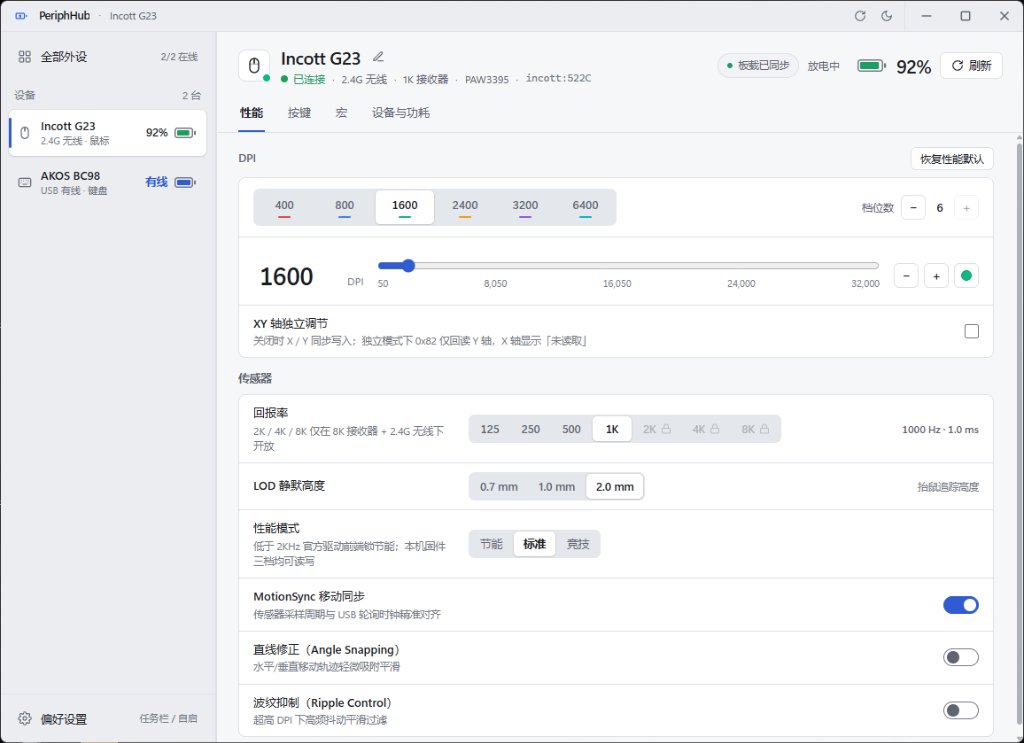 PeriphHub · Incott G23
全部外设 2/2 在线
设备 2 台
Incott G23 92%
2.4G 无线 · 鼠标
AKOS BC98 有线
USB 有线 · 键盘
偏好设置 任务栏 / 自启
Incott G23
已连接 · 2.4G 无线 · 1K 接收器 · PAW3395 · incott:522C
板载已同步 放电中 92% 刷新
性能 按键 宏 设备与功耗
DPI 恢复性能默认
400 800 1600 2400 3200 6400 档位数 − 6 +
1600 DPI − +
50 8,050 16,050 24,000 32,000
XY 轴独立调节
关闭时 X / Y 同步写入；独立模式下 0x82 仅回读 Y 轴，X 轴显示「未读取」
传感器
回报率
2K / 4K / 8K 仅在 8K 接收器 + 2.4G 无线下
开放
125 250 500 1K 2K 4K 8K 1000 Hz · 1.0 ms
LOD 静默高度 0.7 mm 1.0 mm 2.0 mm 抬鼠追踪高度
性能模式
低于 2KHz 官方驱动前端锁节能；本机固件
三档均可读写
节能 标准 竞技
MotionSync 移动同步
传感器采样周期与 USB 轮询时钟精准对齐
直线修正（Angle Snapping）
水平/垂直移动轨迹轻微吸附平滑
波纹抑制（Ripple Control）
超高 DPI 下高频抖动平滑过滤